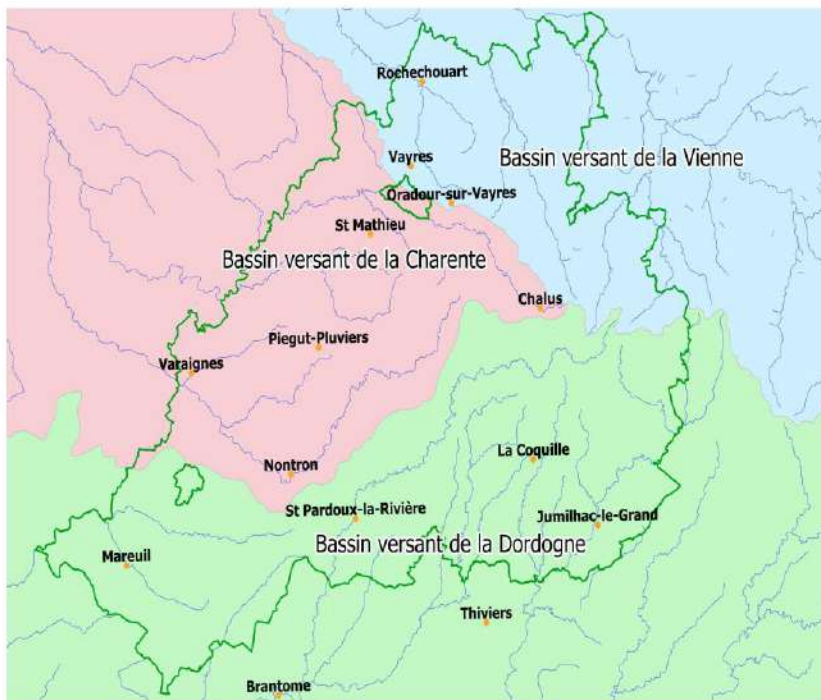 Rochechouart
Vayres
Bassin versant de la Vienne
Oradour-sur-Vayres
St Mathieu
Bassin versant de la Charente
Chalus
Piegut-Pluviers
Varaignes
La Coquille
Nontron
St Pardoux-la-Rivière
Jumilhac-le-Grand
Bassin versant de la Dordogne
Mareuil
Thiviers
Brantome